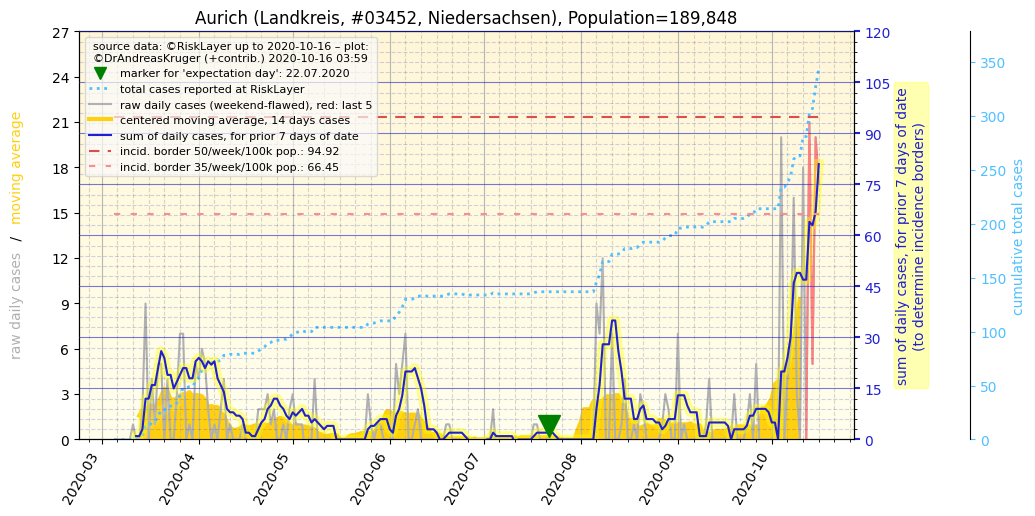 Aurich (Landkreis, #03452, Niedersachsen), Population=189,848
source data: ©RiskLayer up to 2020-10-16 – plot:
©DrAndreasKruger (+contrib.) 2020-10-16 03:59
marker for 'expectation day': 22.07.2020
total cases reported at RiskLayer
raw daily cases (weekend-flawed), red: last 5
centered moving average, 14 days cases
sum of daily cases, for prior 7 days of date
incid. border 50/week/100k pop.: 94.92
incid. border 35/week/100k pop.: 66.45
raw daily cases / moving average
27
24
21
18
15
12
9
6
3
0
2020-03
2020-04
2020-05
2020-06
2020-07
2020-08
2020-09
2020-10
120
105
90
75
60
45
30
15
0
sum of daily cases, for prior 7 days of date
(to determine incidence borders)
350
300
250
200
150
100
50
0
cumulative total cases